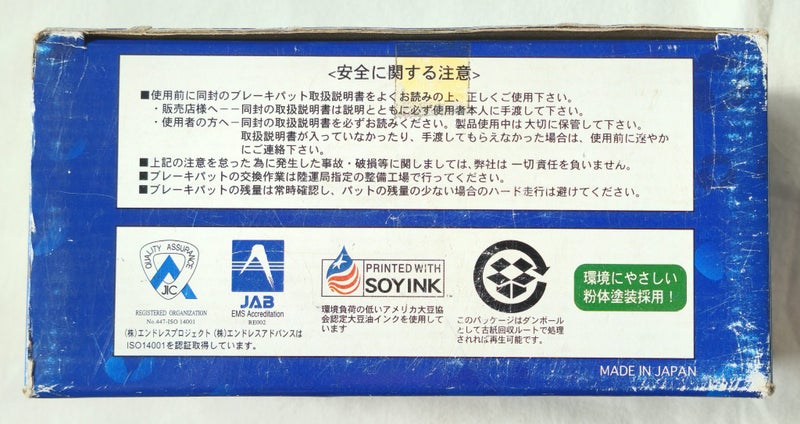 <安全に関する注意>
■使用前に同封のブレーキパット取扱説明書をよくお読みの上、正しくご使用下さい。
・販売店様へ－－同封の取扱説明書は説明とともに必ず使用者本人に手渡して下さい。
・使用者の方へ－同封の取扱説明書を必ずお読みください。製品使用中は大切に保管して下さい。
取扱説明書が入っていなかったり、手渡してもらえなかった場合は、使用前に速やか
にご連絡下さい。
■上記の注意を怠った為に発生した事故・破損等に関しましては、弊社は一切責任を負いません。
■ブレーキパットの交換作業は陸運局指定の整備工場で行ってください。
■ブレーキパットの残量は常時確認し、パットの残量の少ない場合のハード走行は避けてください。
QUALITY ASSURANCE
JIC
REGISTERED ORGANIZATION
No.447-ISO 14001
JAB
EMS Accreditation
RE002
(株)エンドレスプロジェクト (株)エンドレスアドバンスは
ISO14001を認証取得しています。
PRINTED WITH
SOY INK
TM
環境負荷の低いアメリカ大豆協
会認定大豆油インクを使用して
います
このパッケージはダンボール
として古紙回収ルートで処理
されれば再生可能です。
環境にやさしい
粉体塗装採用！
MADE IN JAPAN